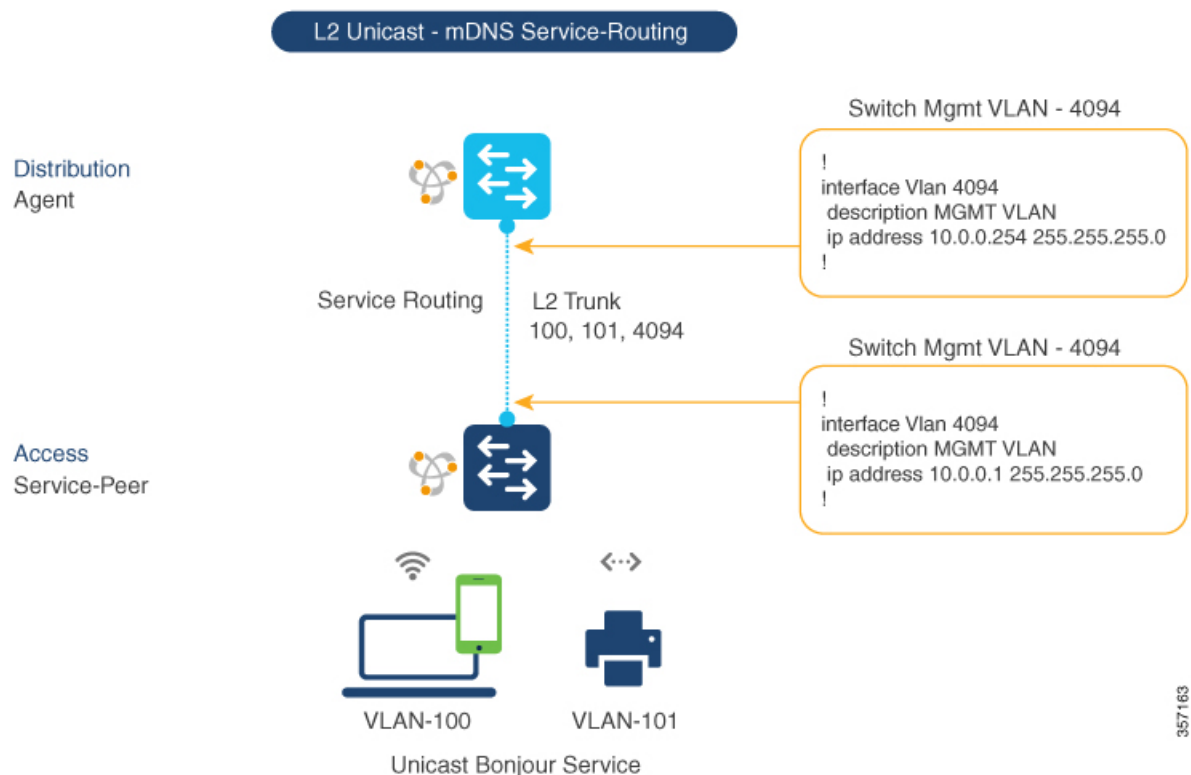 L2 Unicast - mDNS Service-Routing
Switch Mgmt VLAN - 4094
!
interface Vlan 4094
description MGMT VLAN
ip address 10.0.0.254 255.255.255.0
!
Distribution
Agent
Service Routing
L2 Trunk
100, 101, 4094
Switch Mgmt VLAN - 4094
!
interface Vlan 4094
description MGMT VLAN
ip address 10.0.0.1 255.255.255.0
!
Access
Service-Peer
VLAN-100
VLAN-101
Unicast Bonjour Service
357163